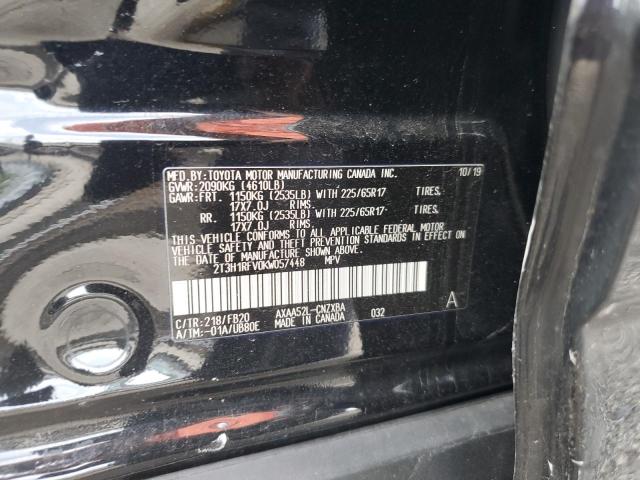 MFD.BY:TOYOTA MOTOR MANUFACTURING CANADA INC. 10/19
GVWR:2090KG (4610LB)
GAWR:FRT. 1150KG (2535LB) WITH 225/65R17 TIRES.
17X7.0J RIMS.
RR. 1150KG (2535LB) WITH 225/65R17 TIRES.
17X7.0J RIMS.
THIS VEHICLE CONFORMS TO ALL APPLICABLE FEDERAL MOTOR
VEHICLE SAFETY AND THEFT PREVENTION STANDARDS IN EFFECT ON
THE DATE OF MANUFACTURE SHOWN ABOVE.
2T3H1RFV0KW057448 MPV
C/TR:218/FB20 AXAA52L-CNZXBA 032 A
A/TM:-01A/UB80E MADE IN CANADA